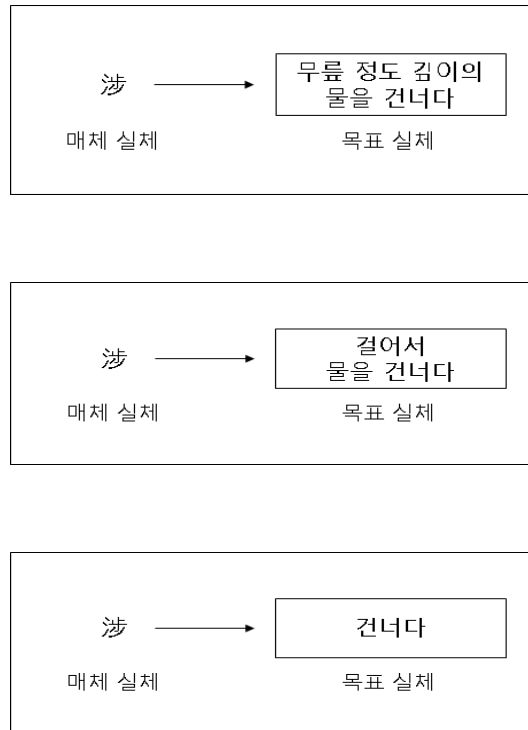 涉
무릎 정도 깊이의
물을 건너다
매체 실체
목표 실체
涉
걸어서
물을 건너다
매체 실체
목표 실체
涉
건너다
매체 실체
목표 실체